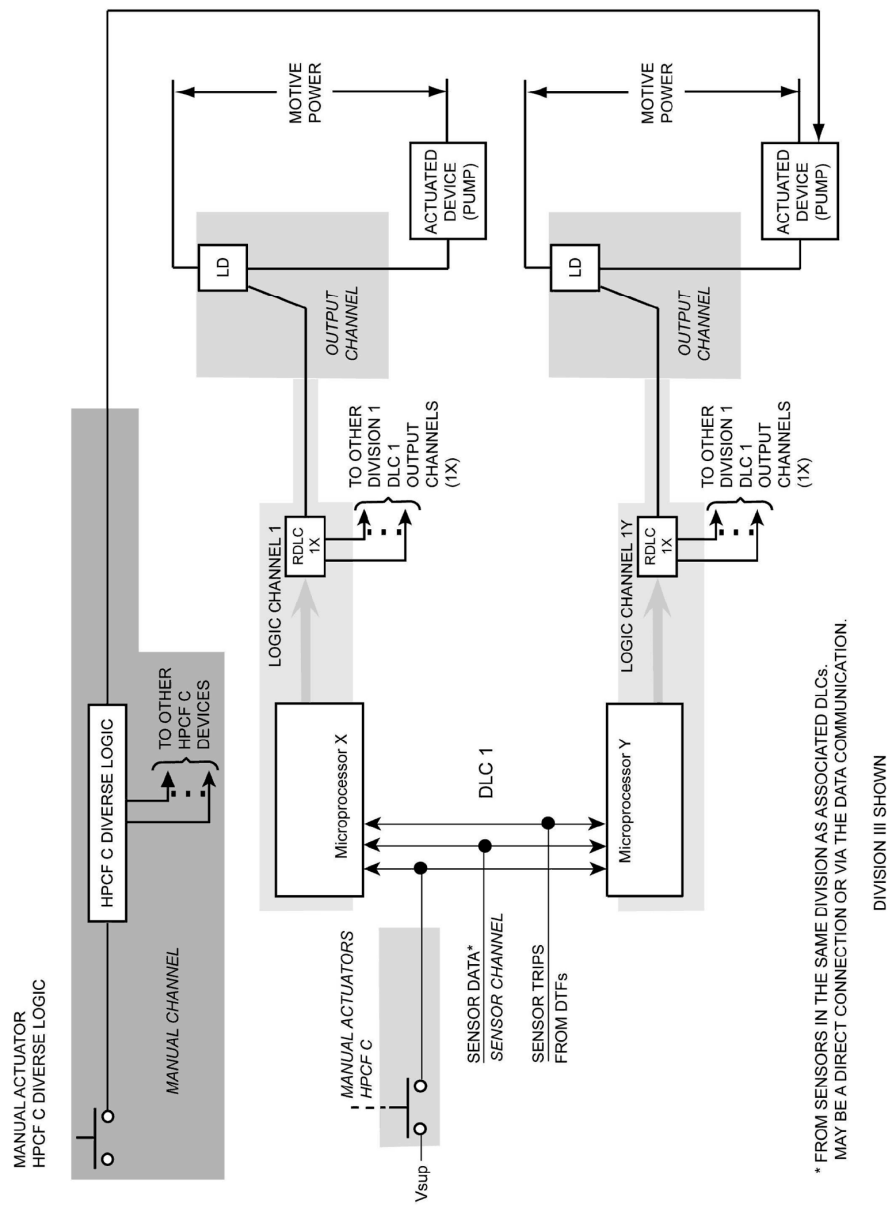 MANUAL ACTUATOR
HPCF C DIVERSE LOGIC
MANUAL CHANNEL
HPCF C DIVERSE LOGIC
TO OTHER
HPCF C
DEVICES
MANUAL ACTUATORS
HPCF C
Vsup
SENSOR DATA*
SENSOR CHANNEL
SENSOR TRIPS
FROM DTFs
Microprocessor X
DLC 1
Microprocessor Y
LOGIC CHANNEL 1
RDLC
1X
TO OTHER
DIVISION 1
DLC 1
OUTPUT
CHANNELS
(1X)
OUTPUT
CHANNEL
LD
MOTIVE
POWER
ACTUATED
DEVICE
(PUMP)
LOGIC CHANNEL 1Y
RDLC
1X
TO OTHER
DIVISION 1
DLC 1
OUTPUT
CHANNELS
(1X)
OUTPUT
CHANNEL
LD
MOTIVE
POWER
ACTUATED
DEVICE
(PUMP)
* FROM SENSORS IN THE SAME DIVISION AS ASSOCIATED DLCs.
MAY BE A DIRECT CONNECTION OR VIA THE DATA COMMUNICATION.
DIVISION III SHOWN